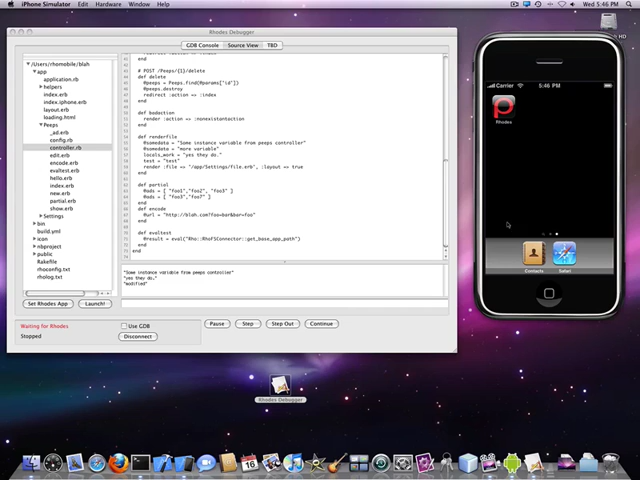 iPhone Simulator File Edit Hardware Window Help
Wed 5:46 PM
Rhodes Debugger
GDB Console Source View TBD
/Users/rhomobile/blah
app
application.rb
helpers
index.erb
index.iphone.erb
layout.erb
loading.html
Peeps
_ad.erb
config.rb
controller.rb
edit.erb
encode.erb
evaltest.erb
hello.erb
index.erb
new.erb
partial.erb
show.erb
Settings
bin
build.yml
icon
nbproject
public
Rakefile
rhoconfig.txt
rholog.txt
end
# POST /Peeps/{1}/delete
def delete
@peeps = Peeps.find(@params['id'])
@peeps.destroy
redirect :action => :index
end
def badaction
render :action => :nonexistantaction
end
def renderfile
@somedata = "Some instance variable from peeps controller"
@somedata = "more variable"
locals_work = "yes they do."
test = "test"
render :file => "/app/Settings/file.erb", :layout => true
end
def partial
@ads = [ "foo1","foo2", "foo3" ]
@ads = [ "foo3","foo7" ]
end
def encode
@url = "http://blah.com?foo=bar&bar=foo"
end
def evaltest
@result = eval("Rho::RhoFSConnector::get_base_app_path")
end
end
"Some instance variable from peeps controller"
"yes they do."
"modified"
Set Rhodes App Launch!
Waiting for Rhodes
Use GDB
Pause Step Step Out Continue
Stopped
Disconnect
Carrier 5:46 PM
Rhodes
Contacts Safari
HD
Rhodes Debugger
16